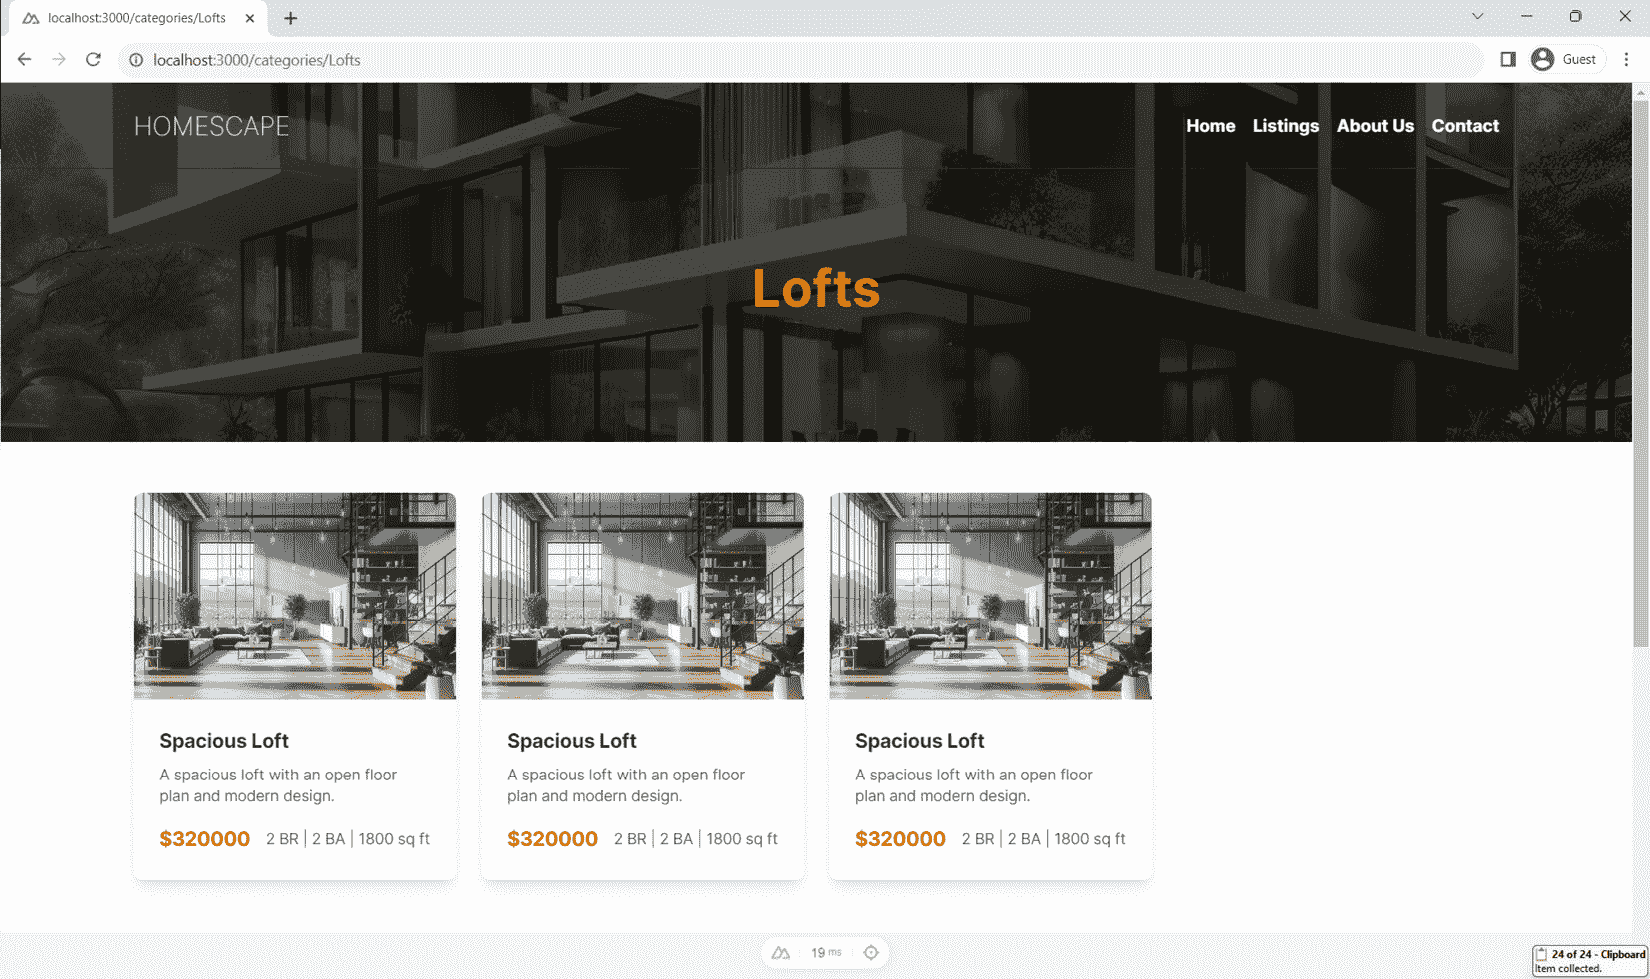 localhost:3000/categories/Lofts
localhost:3000/categories/Lofts
Guest
HOMESCAPE
Home Listings About Us Contact
Lofts
Spacious Loft
A spacious loft with an open floor
plan and modern design.
$320000 2 BR | 2 BA | 1800 sq ft
Spacious Loft
A spacious loft with an open floor
plan and modern design.
$320000 2 BR | 2 BA | 1800 sq ft
Spacious Loft
A spacious loft with an open floor
plan and modern design.
$320000 2 BR | 2 BA | 1800 sq ft
19 ms
24 of 24 - Clipboard
Item collected.